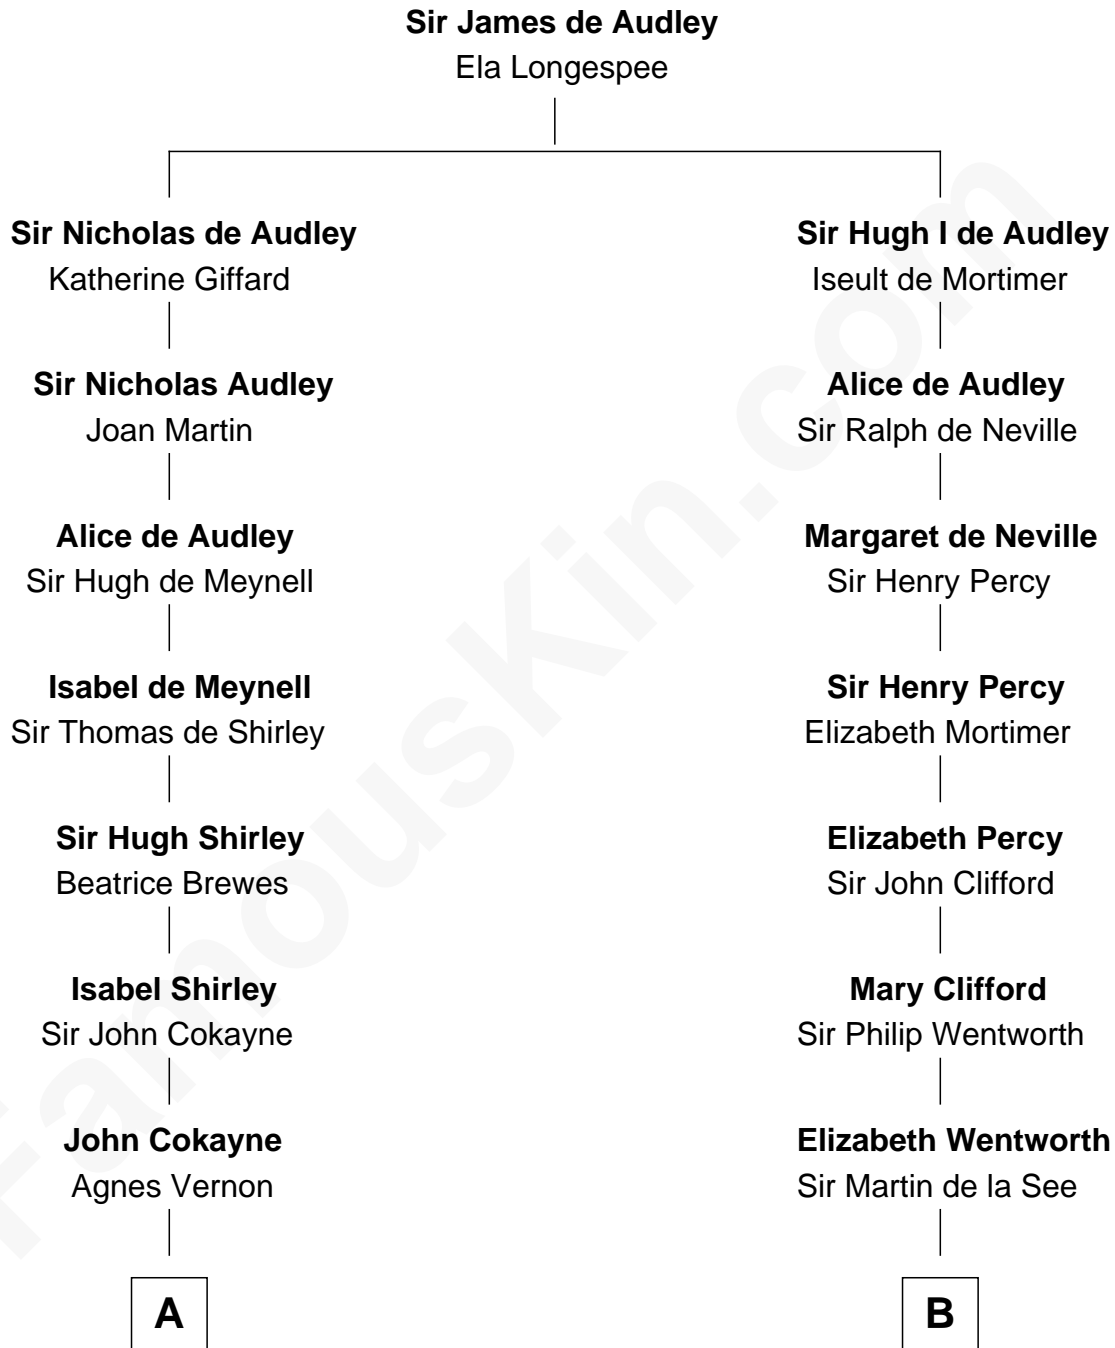 Sir James de Audley
Ela Longespee
Sir Nicholas de Audley
Katherine Giffard
Sir Nicholas Audley
Joan Martin
Alice de Audley
Sir Hugh de Meynell
Isabel de Meynell
Sir Thomas de Shirley
Sir Hugh Shirley
Beatrice Brewes
Isabel Shirley
Sir John Cokayne
John Cokayne
Agnes Vernon
A
Sir Hugh I de Audley
Iseult de Mortimer
Alice de Audley
Sir Ralph de Neville
Margaret de Neville
Sir Henry Percy
Sir Henry Percy
Elizabeth Mortimer
Elizabeth Percy
Sir John Clifford
Mary Clifford
Sir Philip Wentworth
Elizabeth Wentworth
Sir Martin de la See
B
FamousKin.com